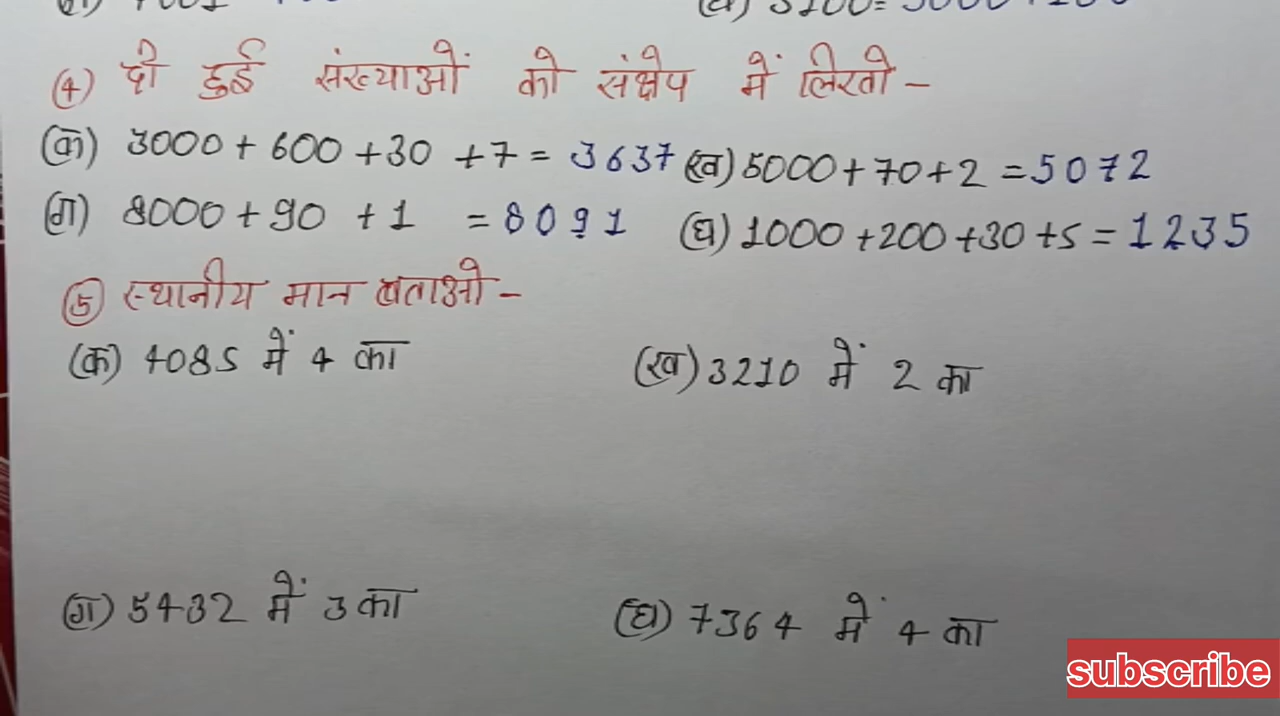 (4) दी हुई संख्याओं को संक्षेप में लिखो -
(क) 3000 + 600 + 30 + 7 = 3637 (ख) 5000 + 70 + 2 = 5072
(ग) 8000 + 90 + 1 = 8091 (घ) 1000 + 200 + 30 + 5 = 1235
(5) स्थानीय मान बताओ -
(क) 4085 में 4 का (ख) 3210 में 2 का
(ग) 5432 में 3 का (घ) 7364 में 4 का
subscribe